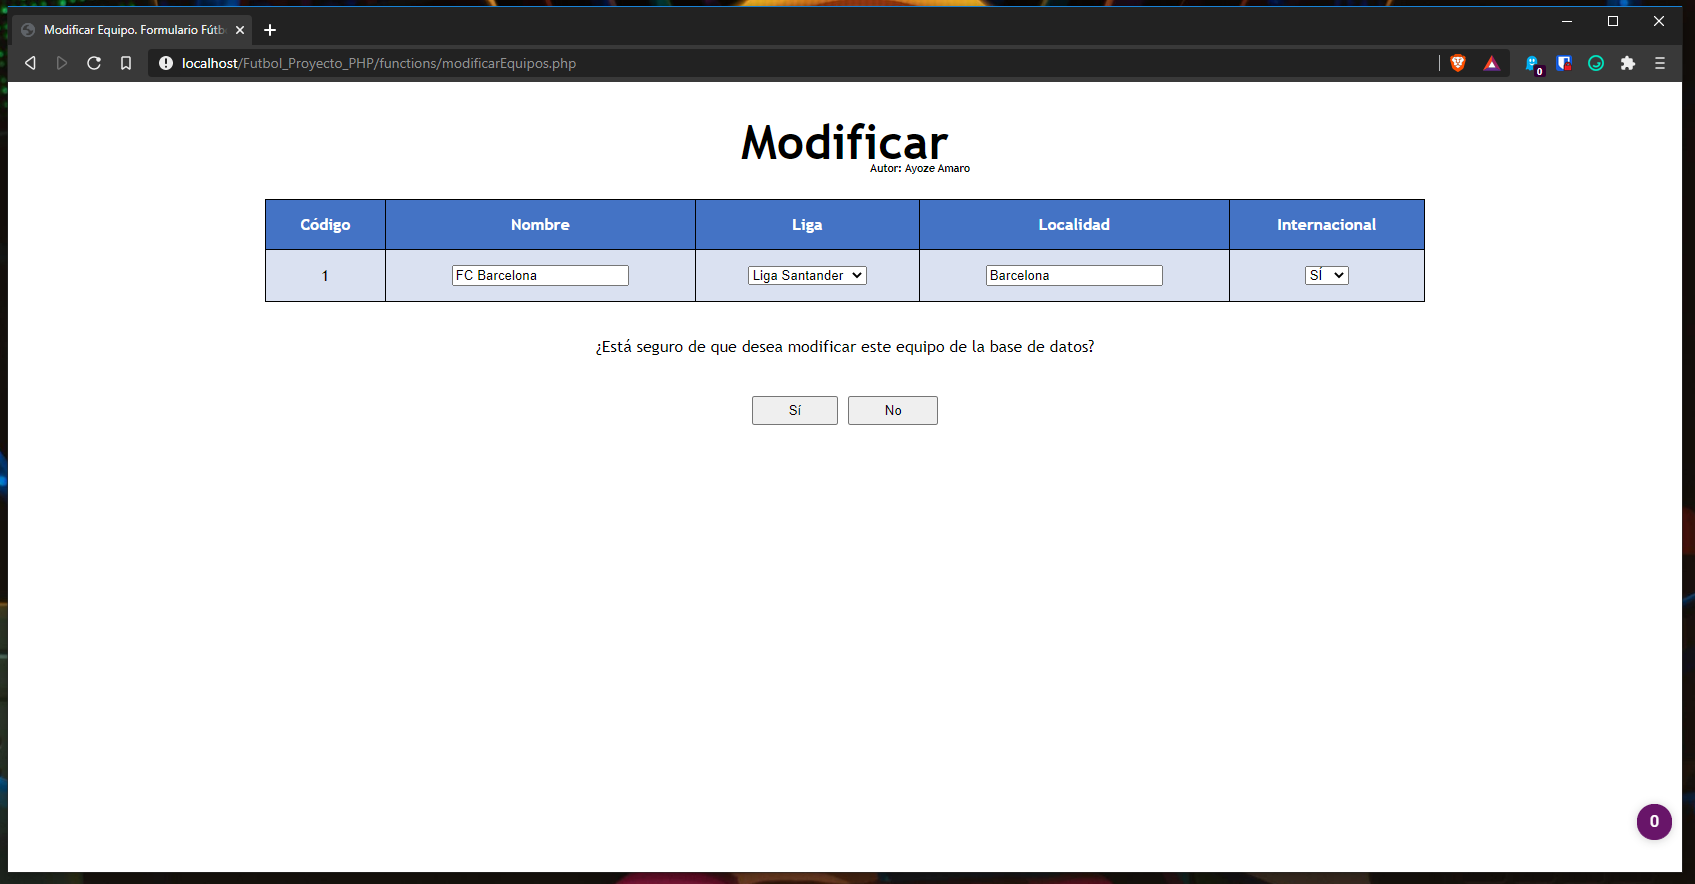 Modificar Equipo. Formulario Fútb
localhost/Futbol_Proyecto_PHP/functions/modificarEquipos.php
0
Modificar
Autor: Ayoze Amaro
Código Nombre Liga Localidad Internacional
1 FC Barcelona Liga Santander Barcelona SÍ
¿Está seguro de que desea modificar este equipo de la base de datos?
Sí No
0